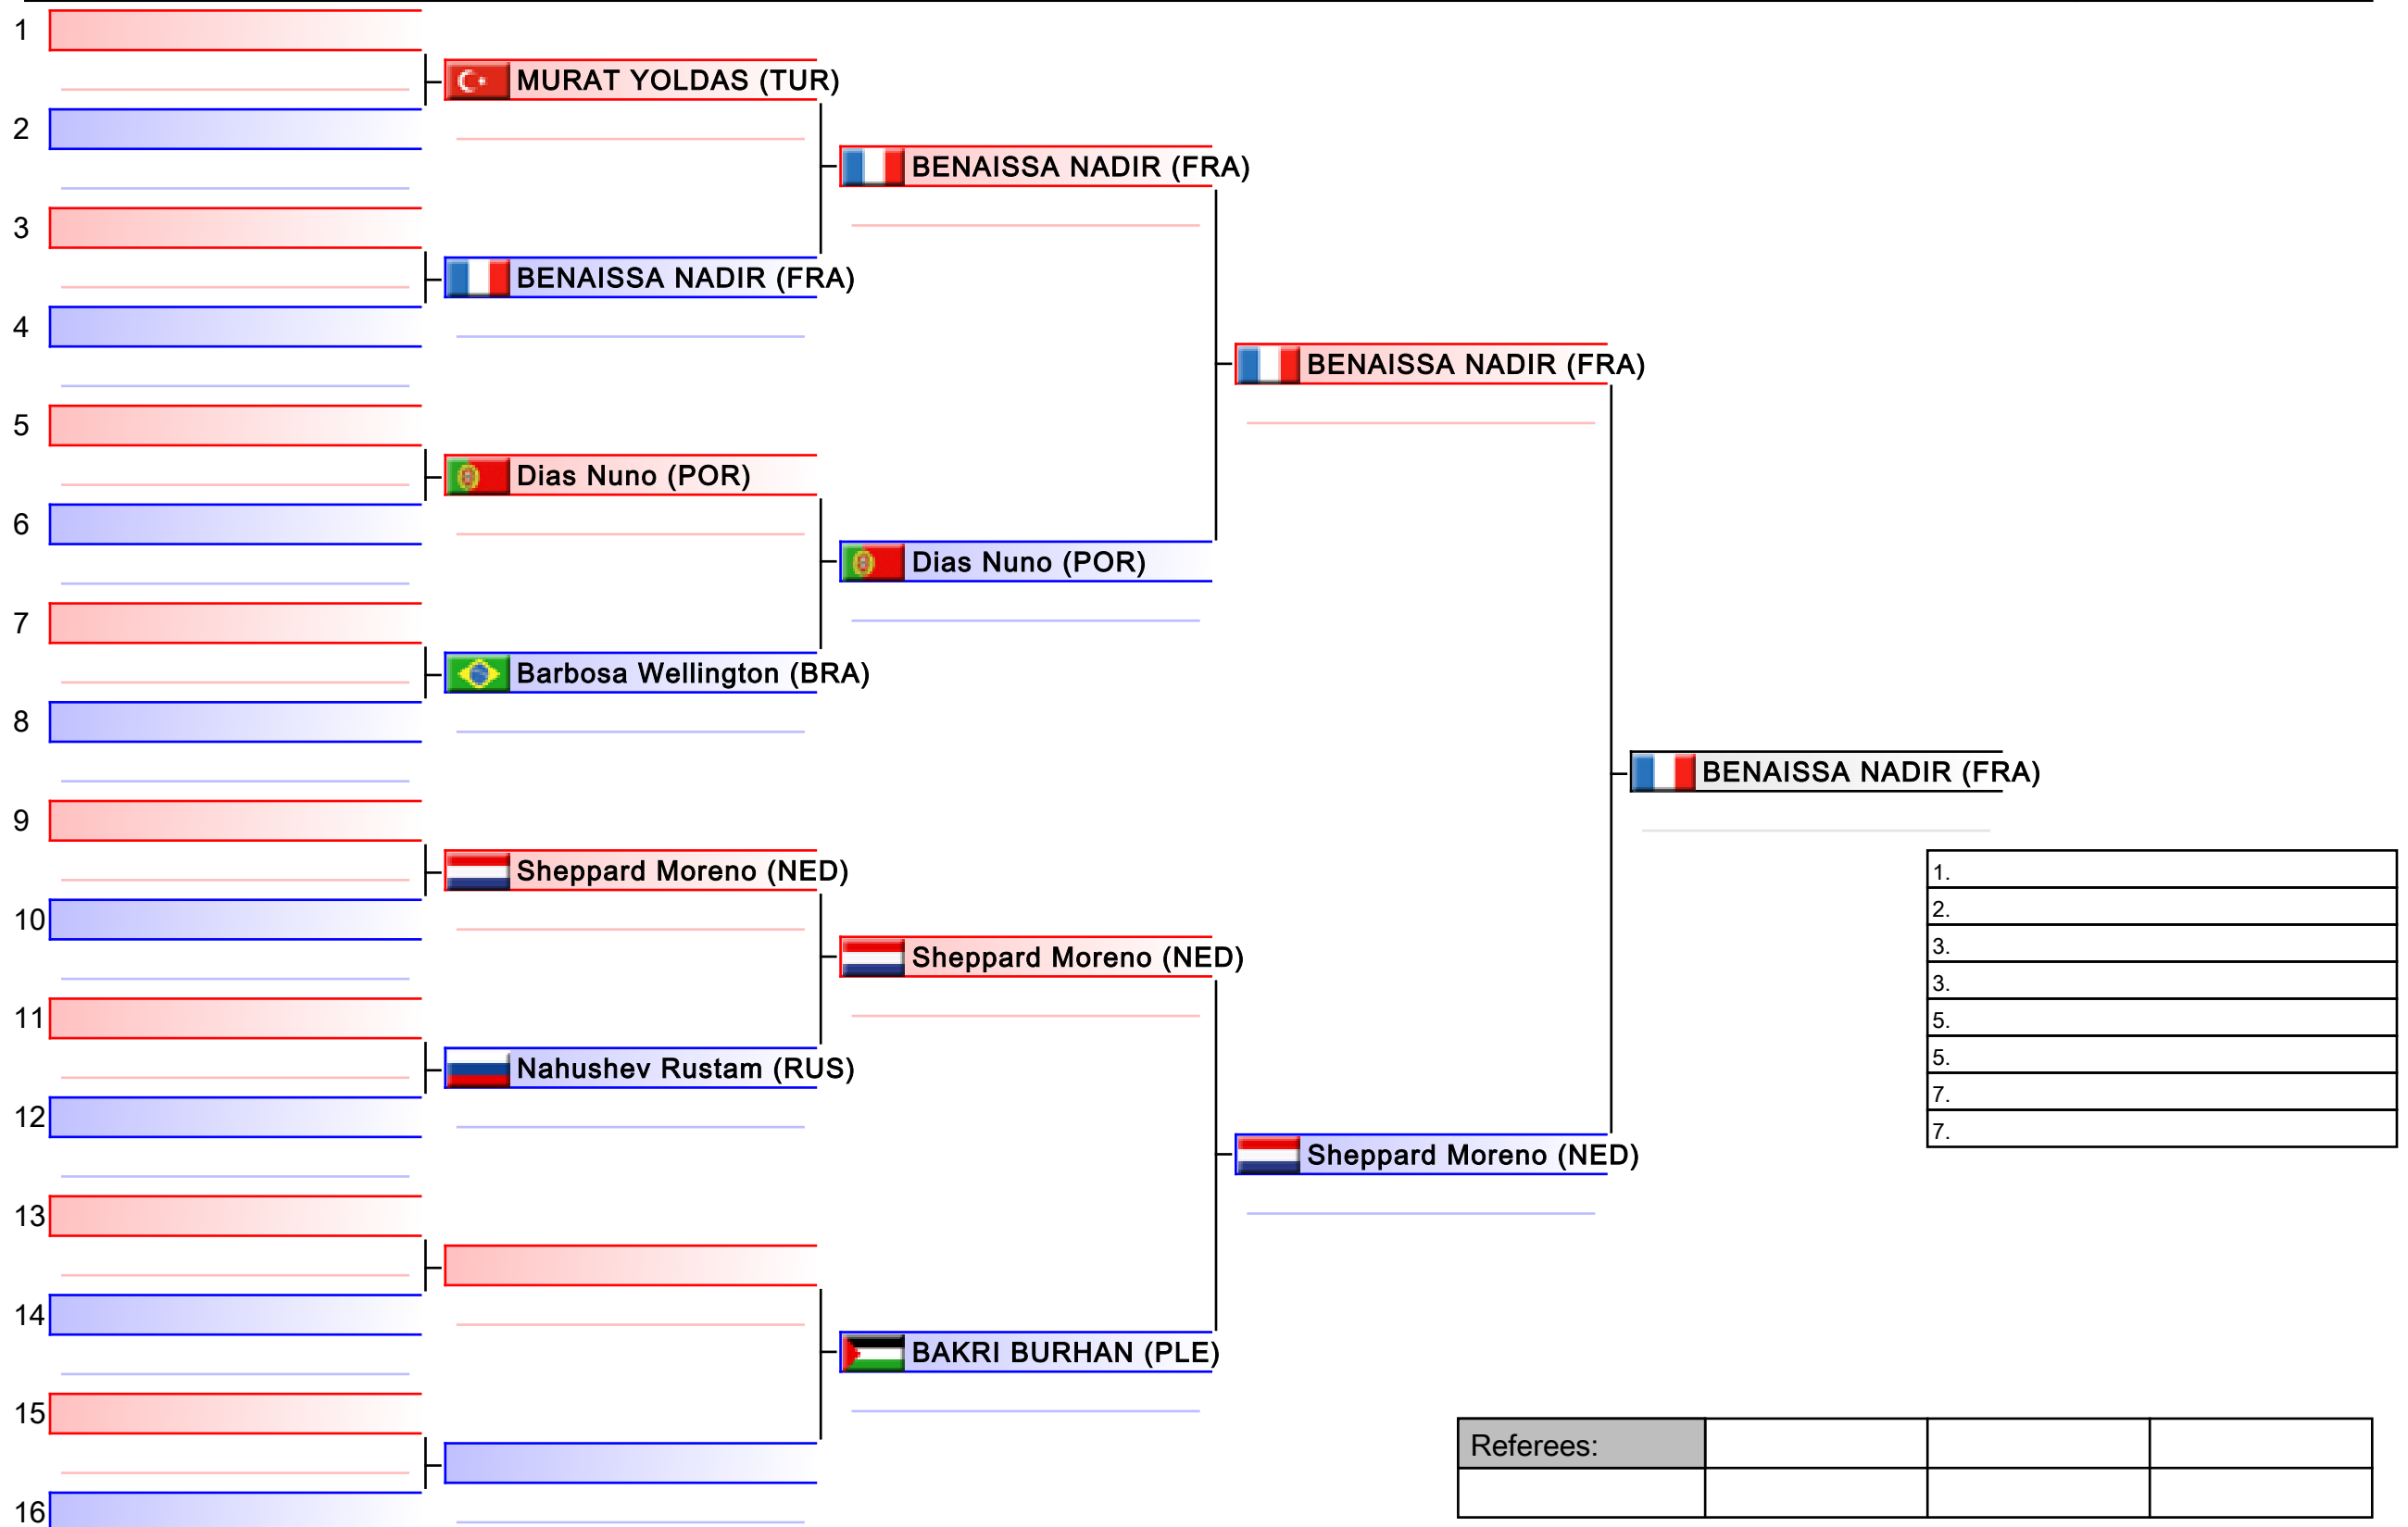 1
MURAT YOLDAS (TUR)
2
BENAISSA NADIR (FRA)
3
BENAISSA NADIR (FRA)
4
BENAISSA NADIR (FRA)
5
Dias Nuno (POR)
6
Dias Nuno (POR)
7
Barbosa Wellington (BRA)
8
BENAISSA NADIR (FRA)
9
Sheppard Moreno (NED)
1.
2.
10
3.
Sheppard Moreno (NED)
3.
11
5.
5.
Nahushev Rustam (RUS)
7.
12
7.
Sheppard Moreno (NED)
13
14
BAKRI BURHAN (PLE)
15
Referees:
16